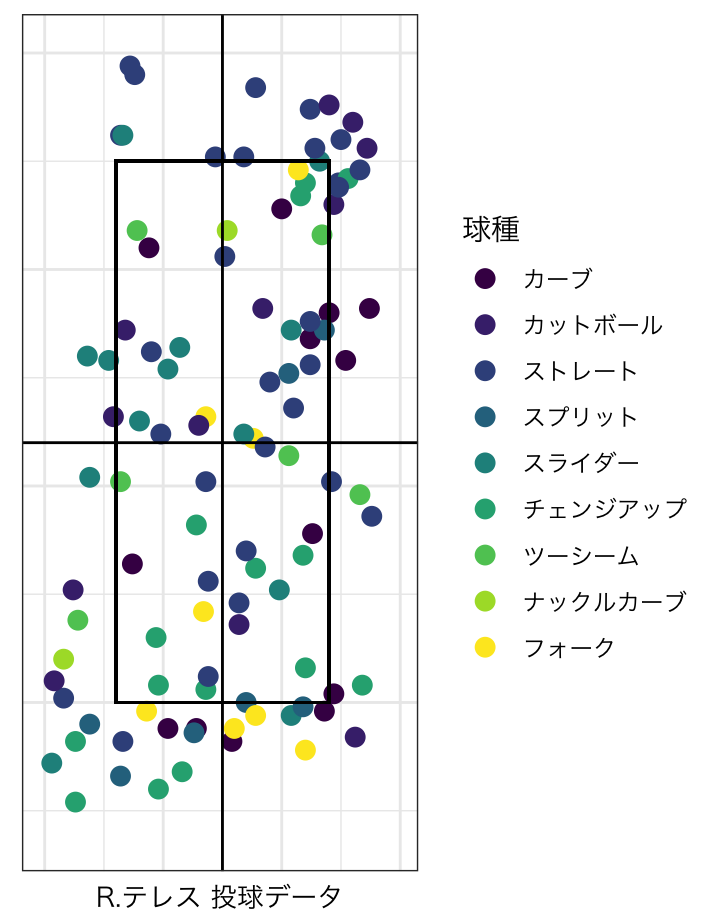 球種
カーブ
カットボール
ストレート
スプリット
スライダー
チェンジアップ
ツーシーム
ナックルカーブ
フォーク
R.テレス 投球データ